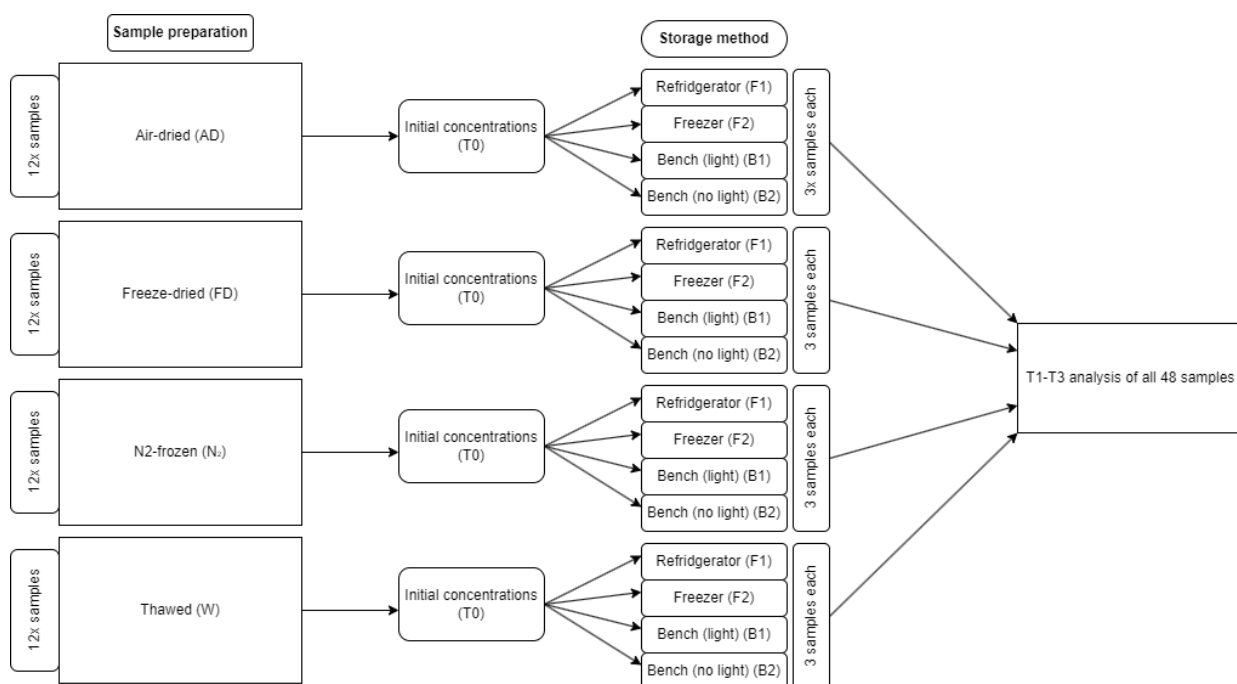 Sample preparation
Storage method
12x samples
Air-dried (AD)
Initial concentrations
(T0)
Refridgerator (F1)
Freezer (F2)
Bench (light) (B1)
Bench (no light) (B2)
3x samples each
12x samples
Freeze-dried (FD)
Initial concentrations
(T0)
Refridgerator (F1)
Freezer (F2)
Bench (light) (B1)
Bench (no light) (B2)
3 samples each
T1-T3 analysis of all 48 samples
12x samples
N2-frozen (N₂)
Initial concentrations
(T0)
Refridgerator (F1)
Freezer (F2)
Bench (light) (B1)
Bench (no light) (B2)
3 samples each
12x samples
Thawed (W)
Initial concentrations
(T0)
Refridgerator (F1)
Freezer (F2)
Bench (light) (B1)
Bench (no light) (B2)
3 samples each